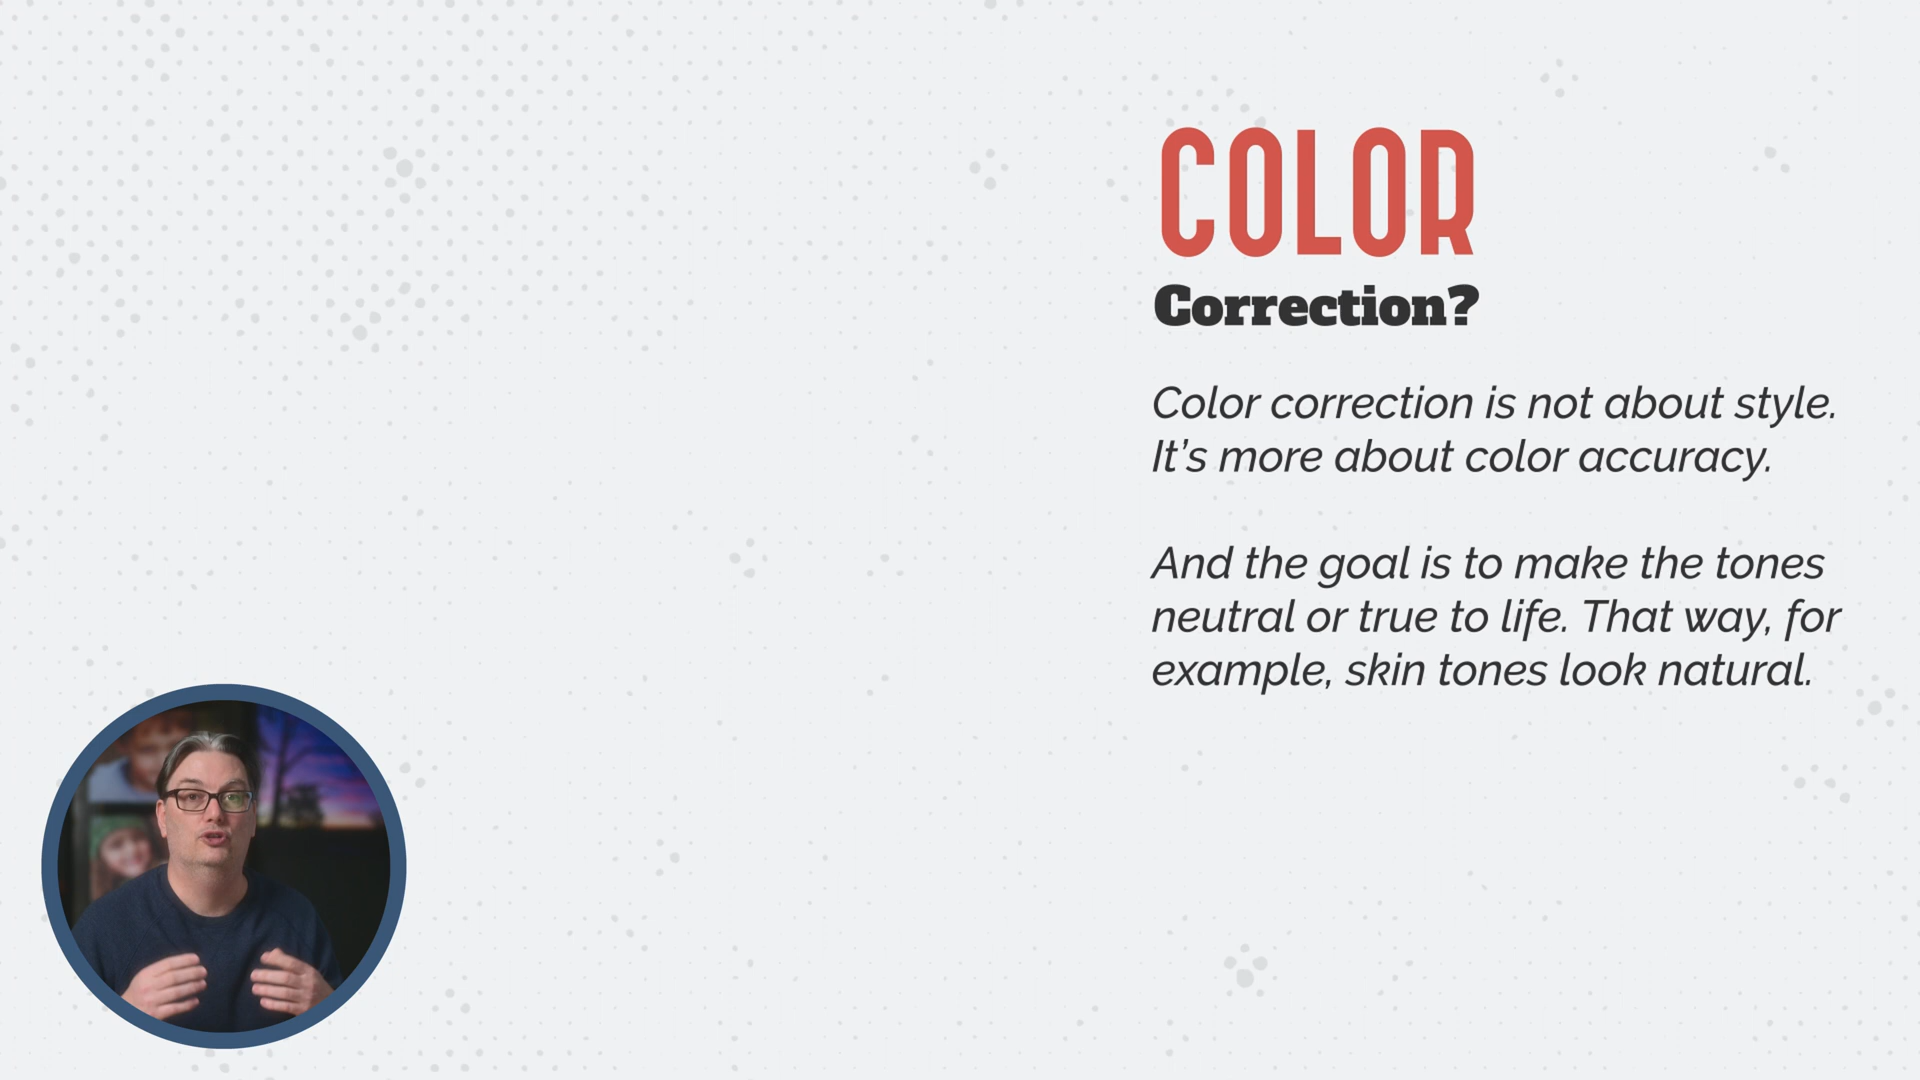 COLOR
Correction?
Color correction is not about style.
It’s more about color accuracy.
And the goal is to make the tones
neutral or true to life. That way, for
example, skin tones look natural.